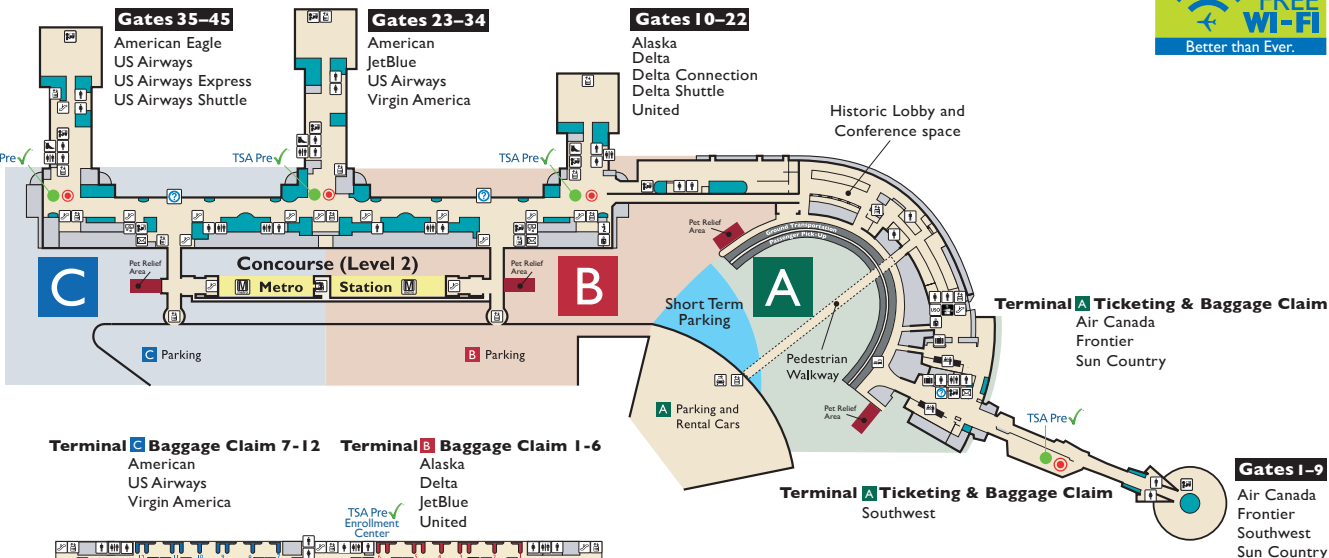 Gates 35–45
American Eagle
US Airways
US Airways Express
US Airways Shuttle
Gates 23–34
American
JetBlue
US Airways
Virgin America
Gates 10–22
Alaska
Delta
Delta Connection
Delta Shuttle
United
FREE
WI-FI
Better than Ever.
Historic Lobby and
Conference space
Pre
TSA Pre
TSA Pre
Pet Relief
Area
Ground Transportation
Passenger Pick-Up
C
Pet Relief
Area
Concourse (Level 2)
M Metro
Station M
Pet Relief
Area
B
A
Short Term
Parking
Pedestrian
Walkway
C Parking
B Parking
A Parking and
Rental Cars
Pet Relief
Area
Terminal A Ticketing & Baggage Claim
Air Canada
Frontier
Sun Country
TSA Pre
Terminal A Ticketing & Baggage Claim
Southwest
Gates 1–9
Air Canada
Frontier
Southwest
Sun Country
Terminal C Baggage Claim 7-12
American
US Airways
Virgin America
Terminal B Baggage Claim 1-6
Alaska
Delta
JetBlue
United
TSA Pre
Enrollment
Center